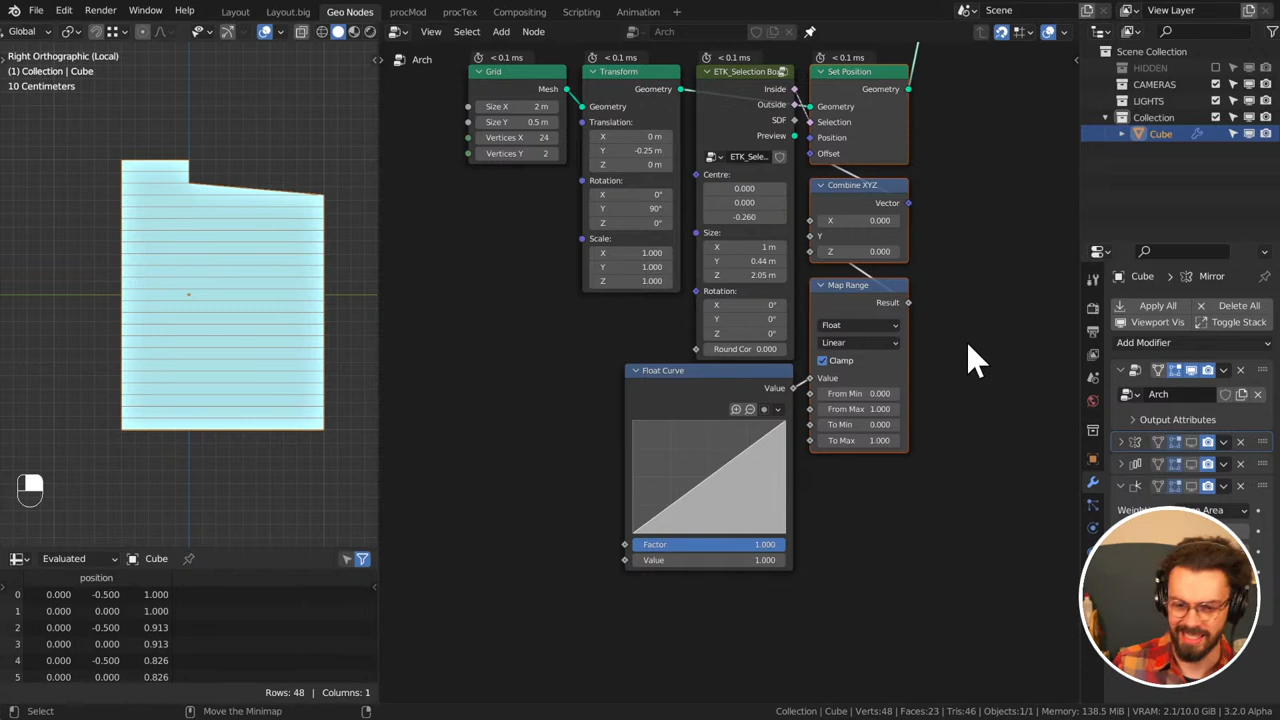 File Edit Render Window Help Layout Layout.big Geo Nodes procMod procTex Compositing Scripting Animation + Scene View Layer
Global View Select Add Node Arch
Right Orthographic (Local)
(1) Collection | Cube
10 Centimeters
Arch
< 0.1 ms < 0.1 ms < 0.1 ms < 0.1 ms
Grid
Mesh
Size X 2 m
Size Y 0.5 m
Vertices X 24
Vertices Y 2
Transform
Geometry
Geometry
Translation:
X 0 m
Y -0.25 m
Z 0 m
Rotation:
X 0°
Y 90°
Z 0°
Scale:
X 1.000
Y 1.000
Z 1.000
ETK_Selection Bo
Inside
Outside
SDF
Preview
ETK_Selec..
Centre:
0.000
0.000
-0.260
Size:
X 1 m
Y 0.44 m
Z 2.05 m
Rotation:
X 0°
Y 0°
Z 0°
Round Cor 0.000
Set Position
Geometry
Geometry
Selection
Position
Offset
Combine XYZ
Vector
X 0.000
Y
Z 0.000
Map Range
Result
Float
Linear
Clamp
Value
From Min 0.000
From Max 1.000
To Min 0.000
To Max 1.000
Float Curve
Value
Factor 1.000
Value 1.000
Scene Collection
HIDDEN
CAMERAS
LIGHTS
Collection
Cube
Cube > Mirror
Apply All Delete All
Viewport Vis Toggle Stack
Add Modifier
Arch
Output Attributes
Evaluated Cube
position
0 0.000 -0.500 1.000
1 0.000 0.000 1.000
2 0.000 -0.500 0.913
3 0.000 0.000 0.913
4 0.000 -0.500 0.826
5 0.000 0.000 0.826
Rows: 48 | Columns: 1
Select Move the Minimap Collection | Cube | Verts:48 | Faces:23 | Tris:46 | Objects:1/1 | Memory: 138.5 MiB | VRAM: 2.1/10.0 GiB | 3.2.0 Alpha